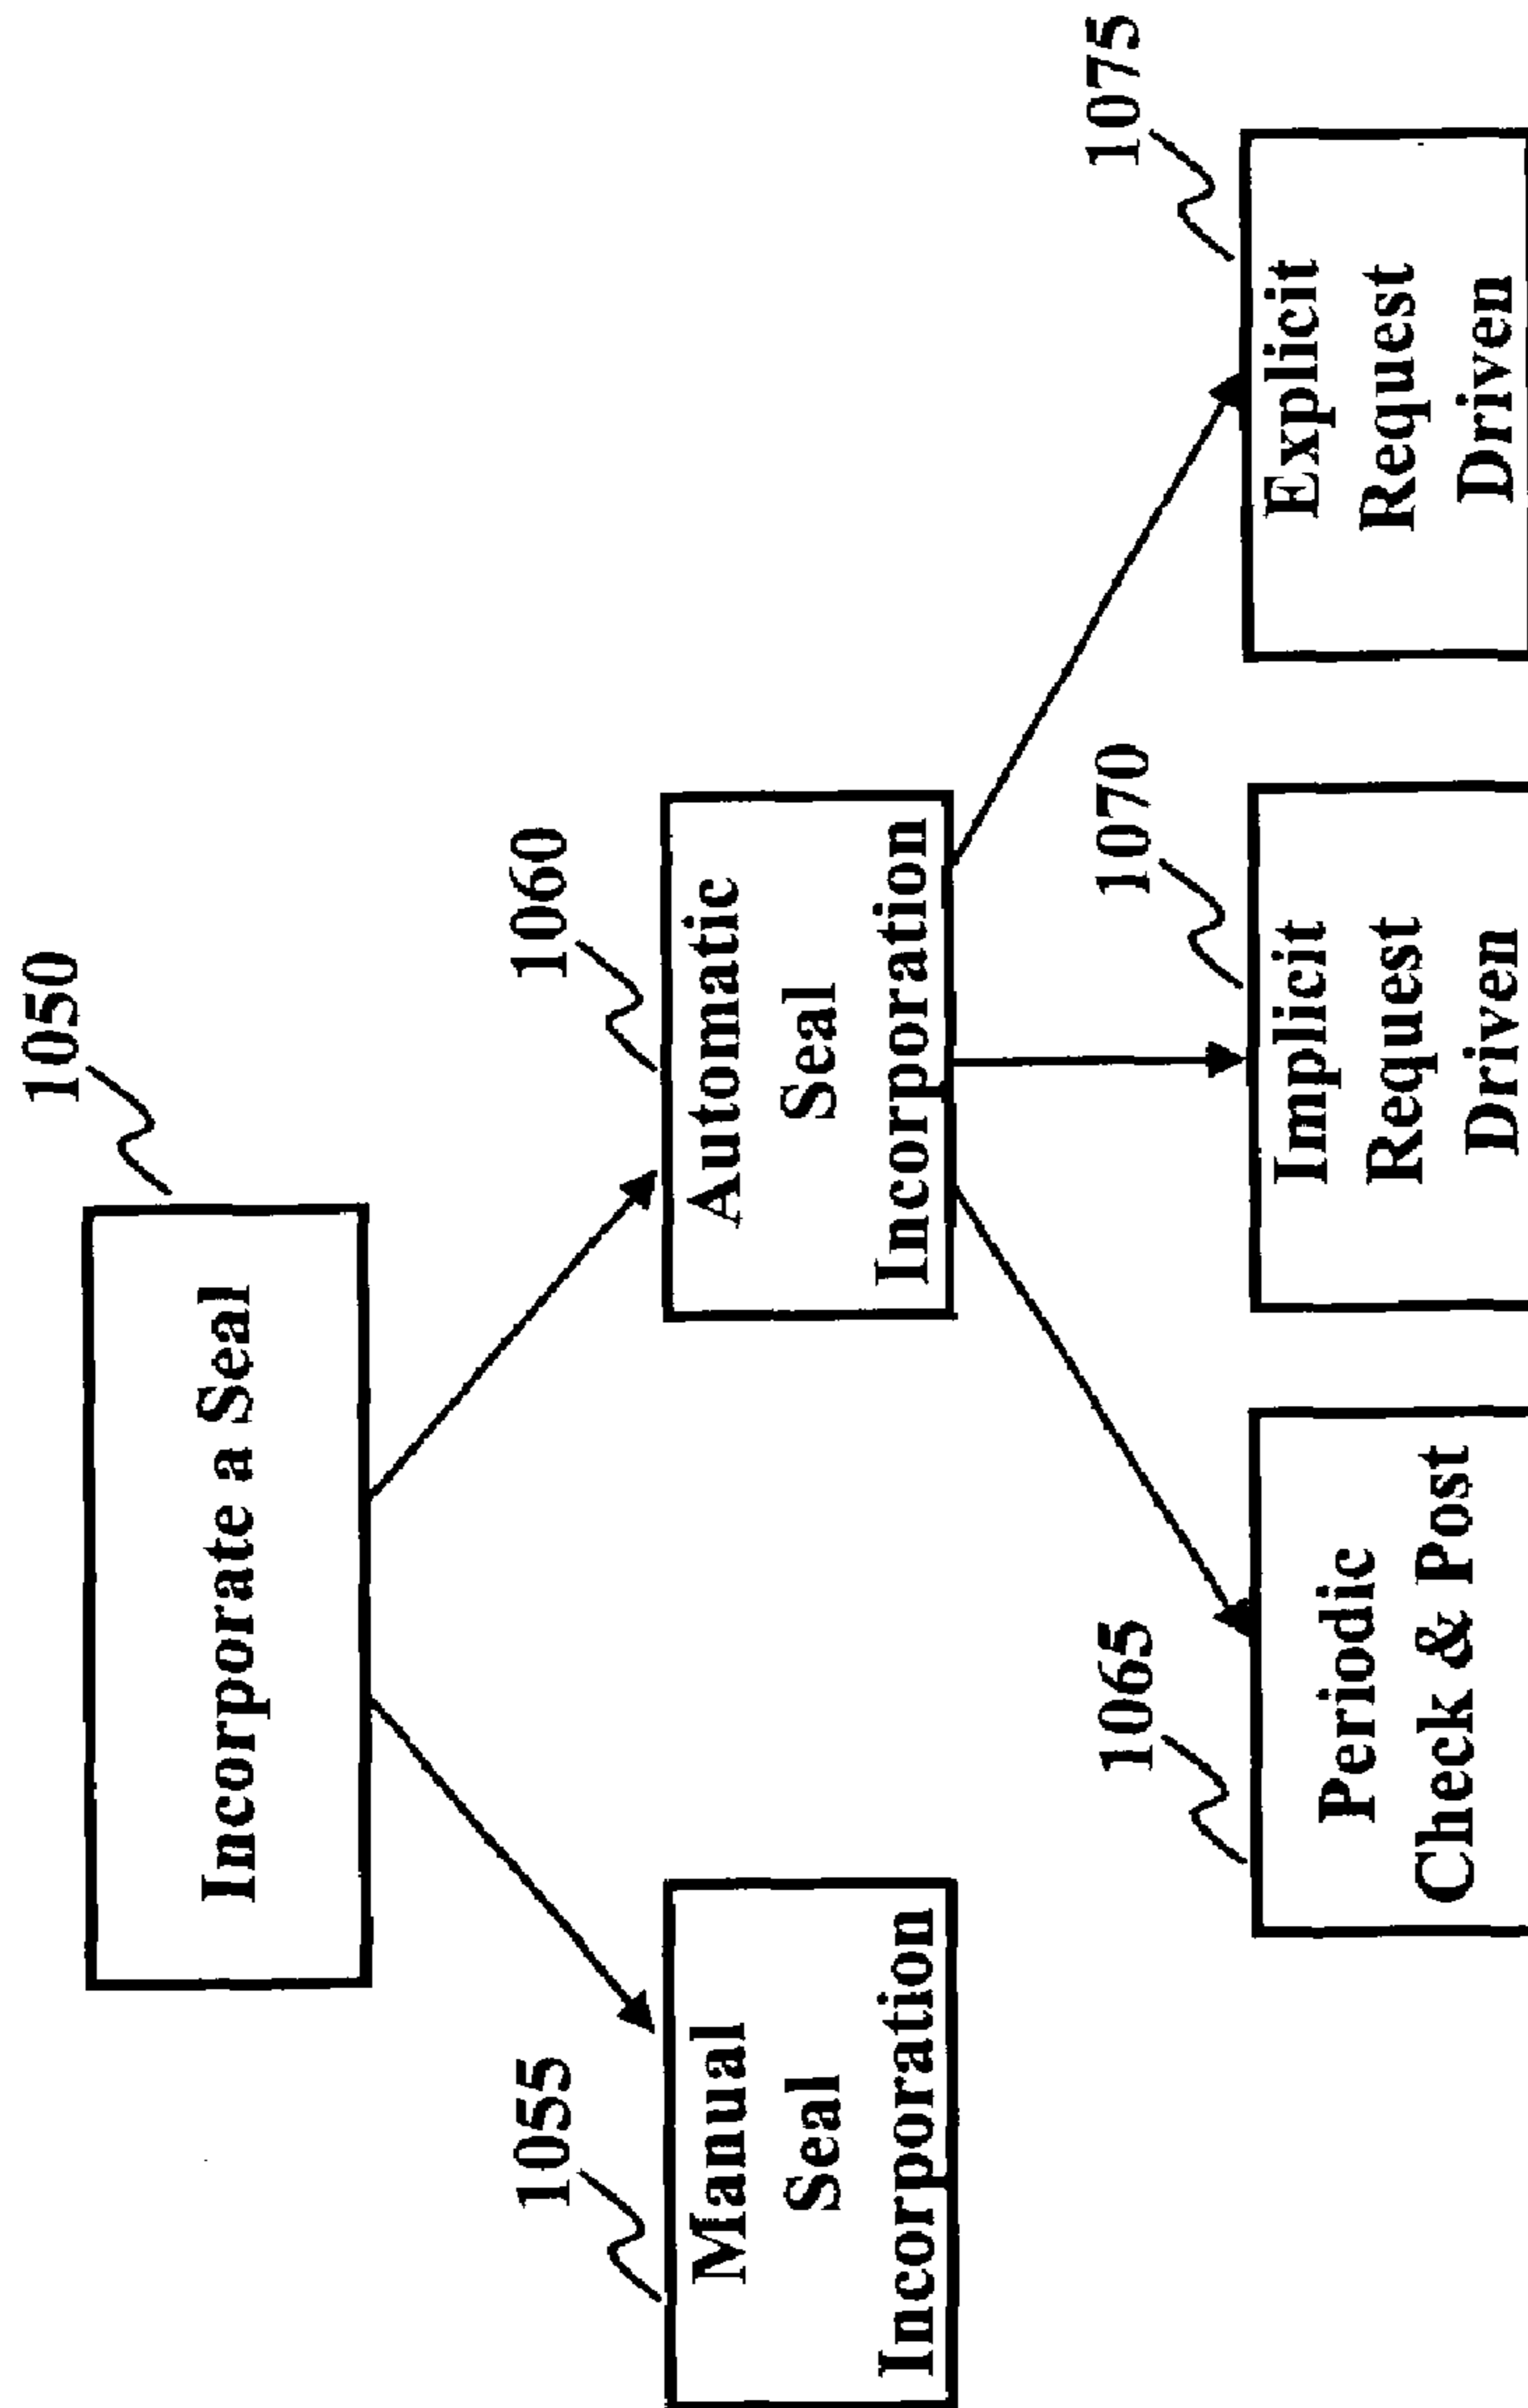 1050
Incorporate a Seal
1055
Manual
Seal
Incorporation
1060
Automatic
Seal
Incorporation
1065
Periodic
Check & Post
1070
Implicit
Request
Driven
1075
Explicit
Request
Driven